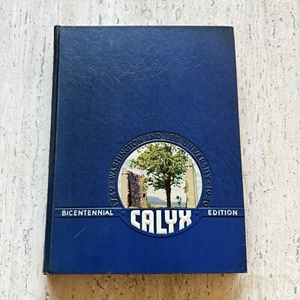 WASHINGTON AND LEE UNIVERSITY
BICENTENNIAL
EDITION
CALYX